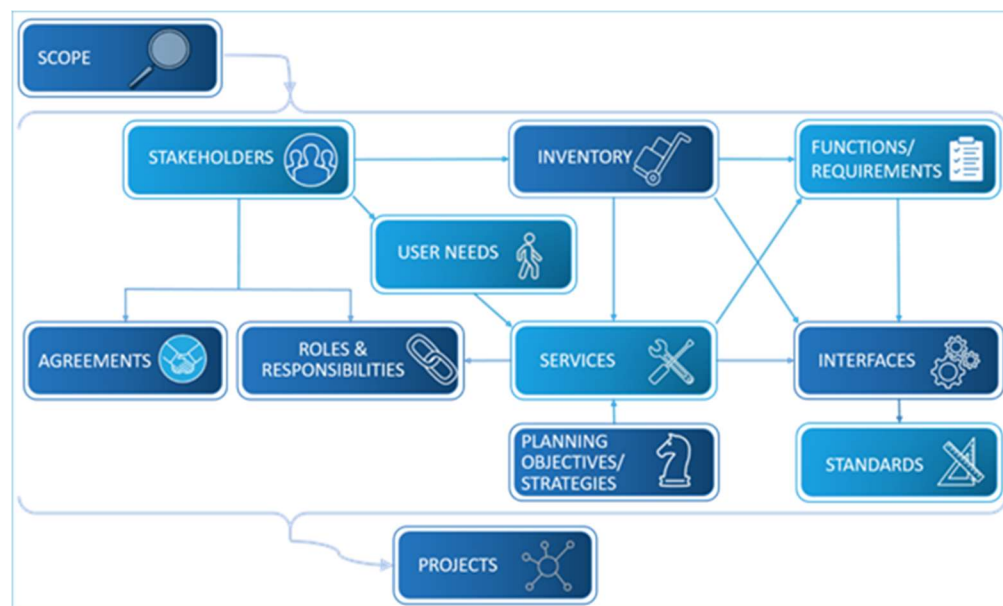 SCOPE
STAKEHOLDERS
INVENTORY
FUNCTIONS/
REQUIREMENTS
USER NEEDS
AGREEMENTS
ROLES &
RESPONSIBILITIES
SERVICES
INTERFACES
PLANNING
OBJECTIVES/
STRATEGIES
STANDARDS
PROJECTS